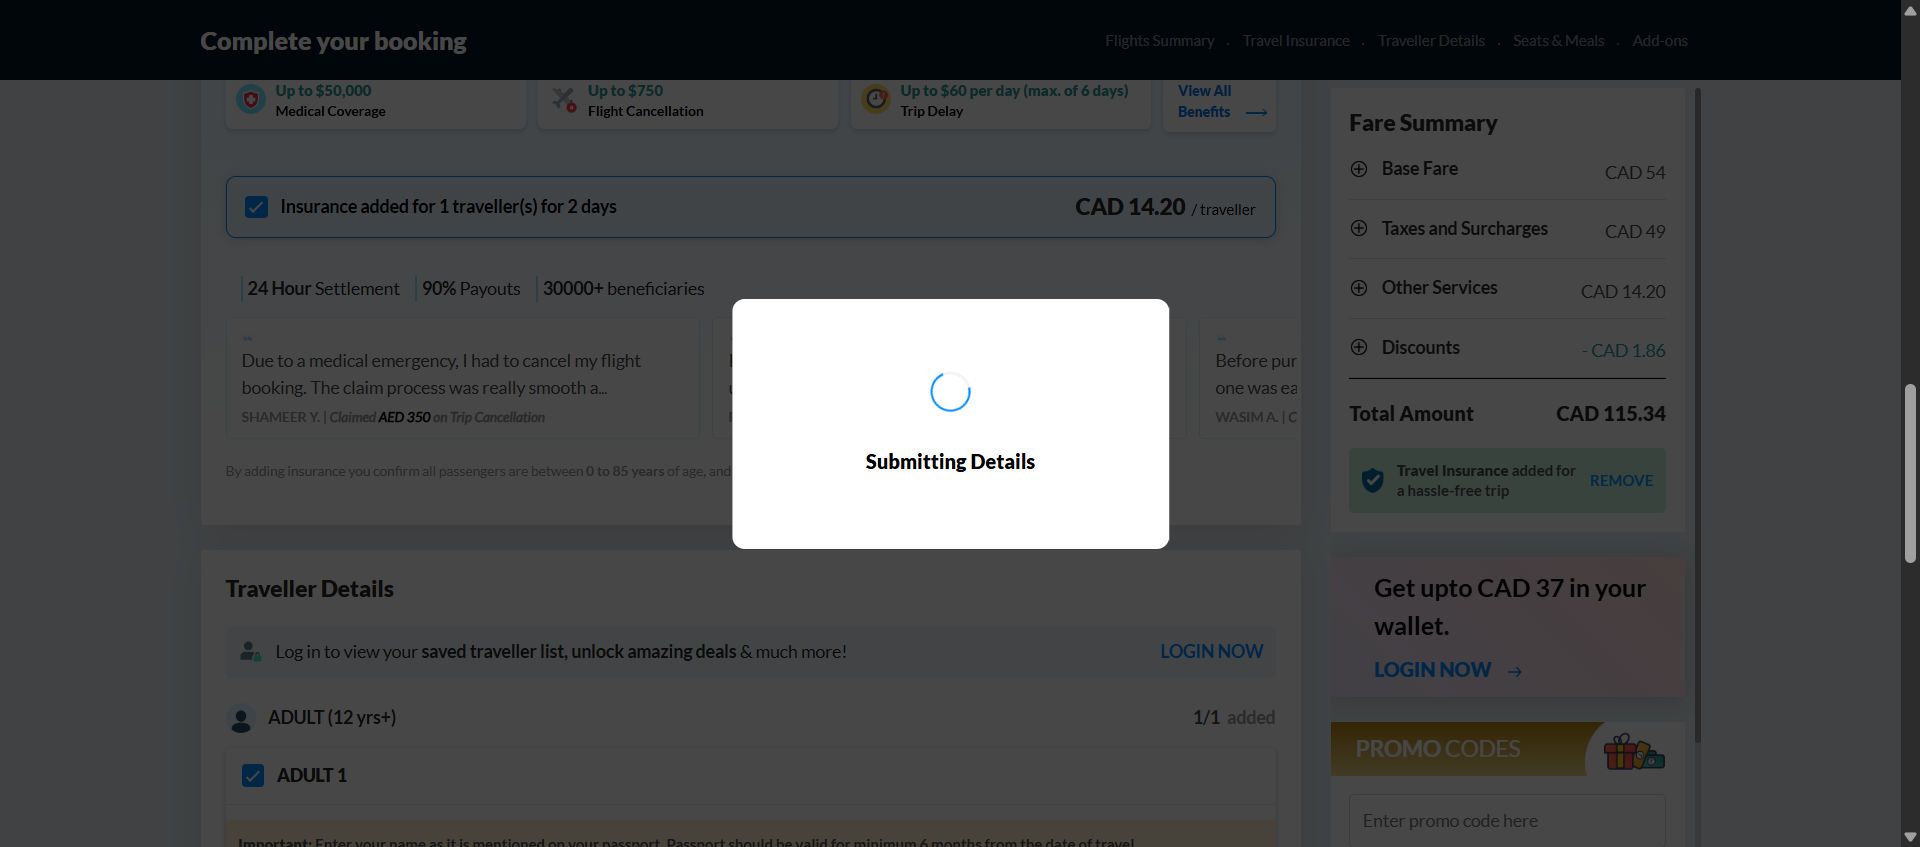 Complete your booking
Flights Summary . Travel Insurance . Traveller Details . Seats & Meals . Add-ons
Up to $50,000
Medical Coverage
Up to $750
Flight Cancellation
Up to $60 per day (max. of 6 days)
Trip Delay
View All
Benefits
Insurance added for 1 traveller(s) for 2 days
CAD 14.20 / traveller
24 Hour Settlement
90% Payouts
30000+ beneficiaries
Due to a medical emergency, I had to cancel my flight
booking. The claim process was really smooth a...
SHAMEER Y. | Claimed AED 350 on Trip Cancellation
Before pur
one was ea
WASIM A. | C
By adding insurance you confirm all passengers are between 0 to 85 years of age, and
Submitting Details
Traveller Details
Log in to view your saved traveller list, unlock amazing deals & much more!
LOGIN NOW
ADULT (12 yrs+)
1/1 added
ADULT 1
Important: Enter your name as it is mentioned on your passport. Passport should be valid for minimum 6 months from the date of travel
Fare Summary
Base Fare CAD 54
Taxes and Surcharges CAD 49
Other Services CAD 14.20
Discounts - CAD 1.86
Total Amount CAD 115.34
Travel Insurance added for
a hassle-free trip
REMOVE
Get upto CAD 37 in your
wallet.
LOGIN NOW
PROMO CODES
Enter promo code here